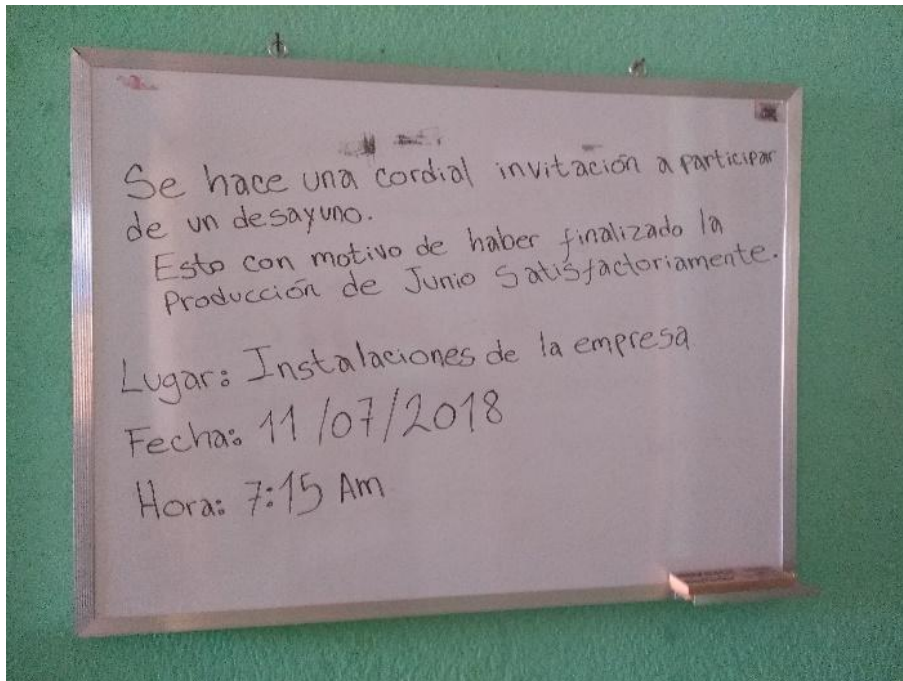 Se hace una cordial invitación a participar
de un desayuno.
Esto con motivo de haber finalizado la
Producción de Junio Satisfactoriamente.
Lugar: Instalaciones de la empresa
Fecha: 11/07/2018
Hora: 7:15 Am